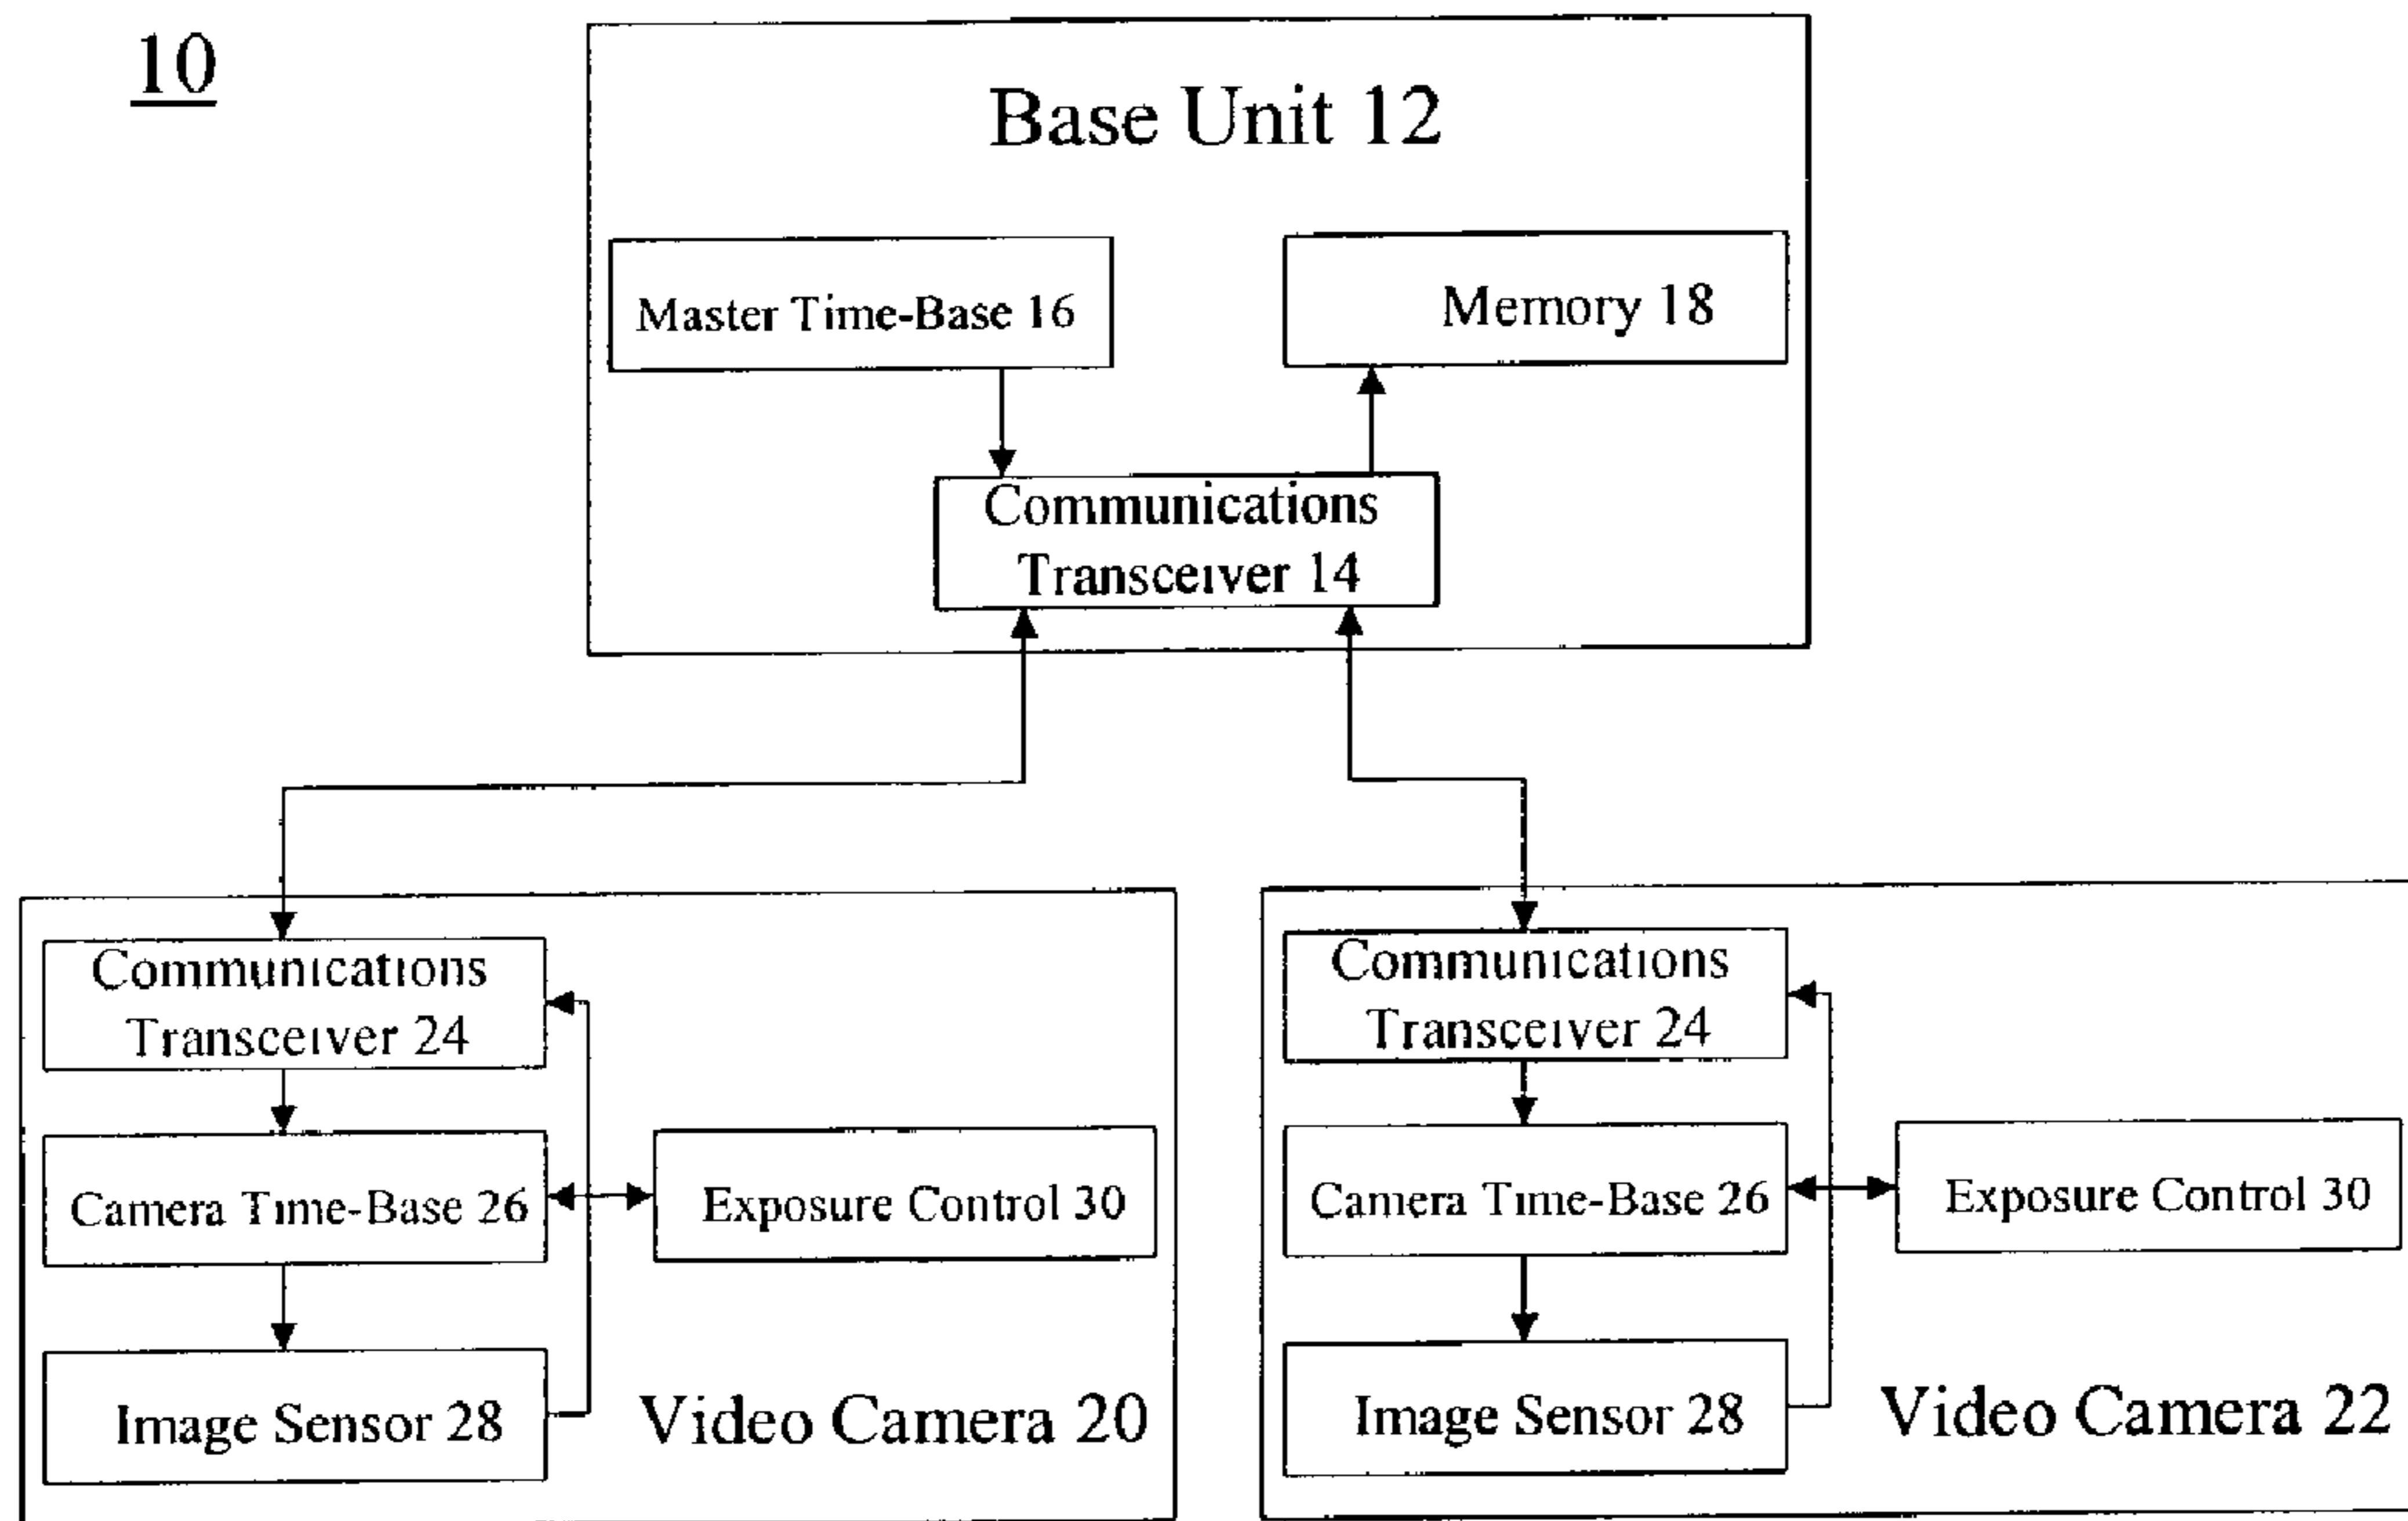 10
Base Unit 12
Master Time-Base 16
Memory 18
Communications
Transceiver 14
Communications
Transceiver 24
Camera Time-Base 26
Exposure Control 30
Image Sensor 28
Video Camera 20
Communications
Transceiver 24
Camera Time-Base 26
Exposure Control 30
Image Sensor 28
Video Camera 22